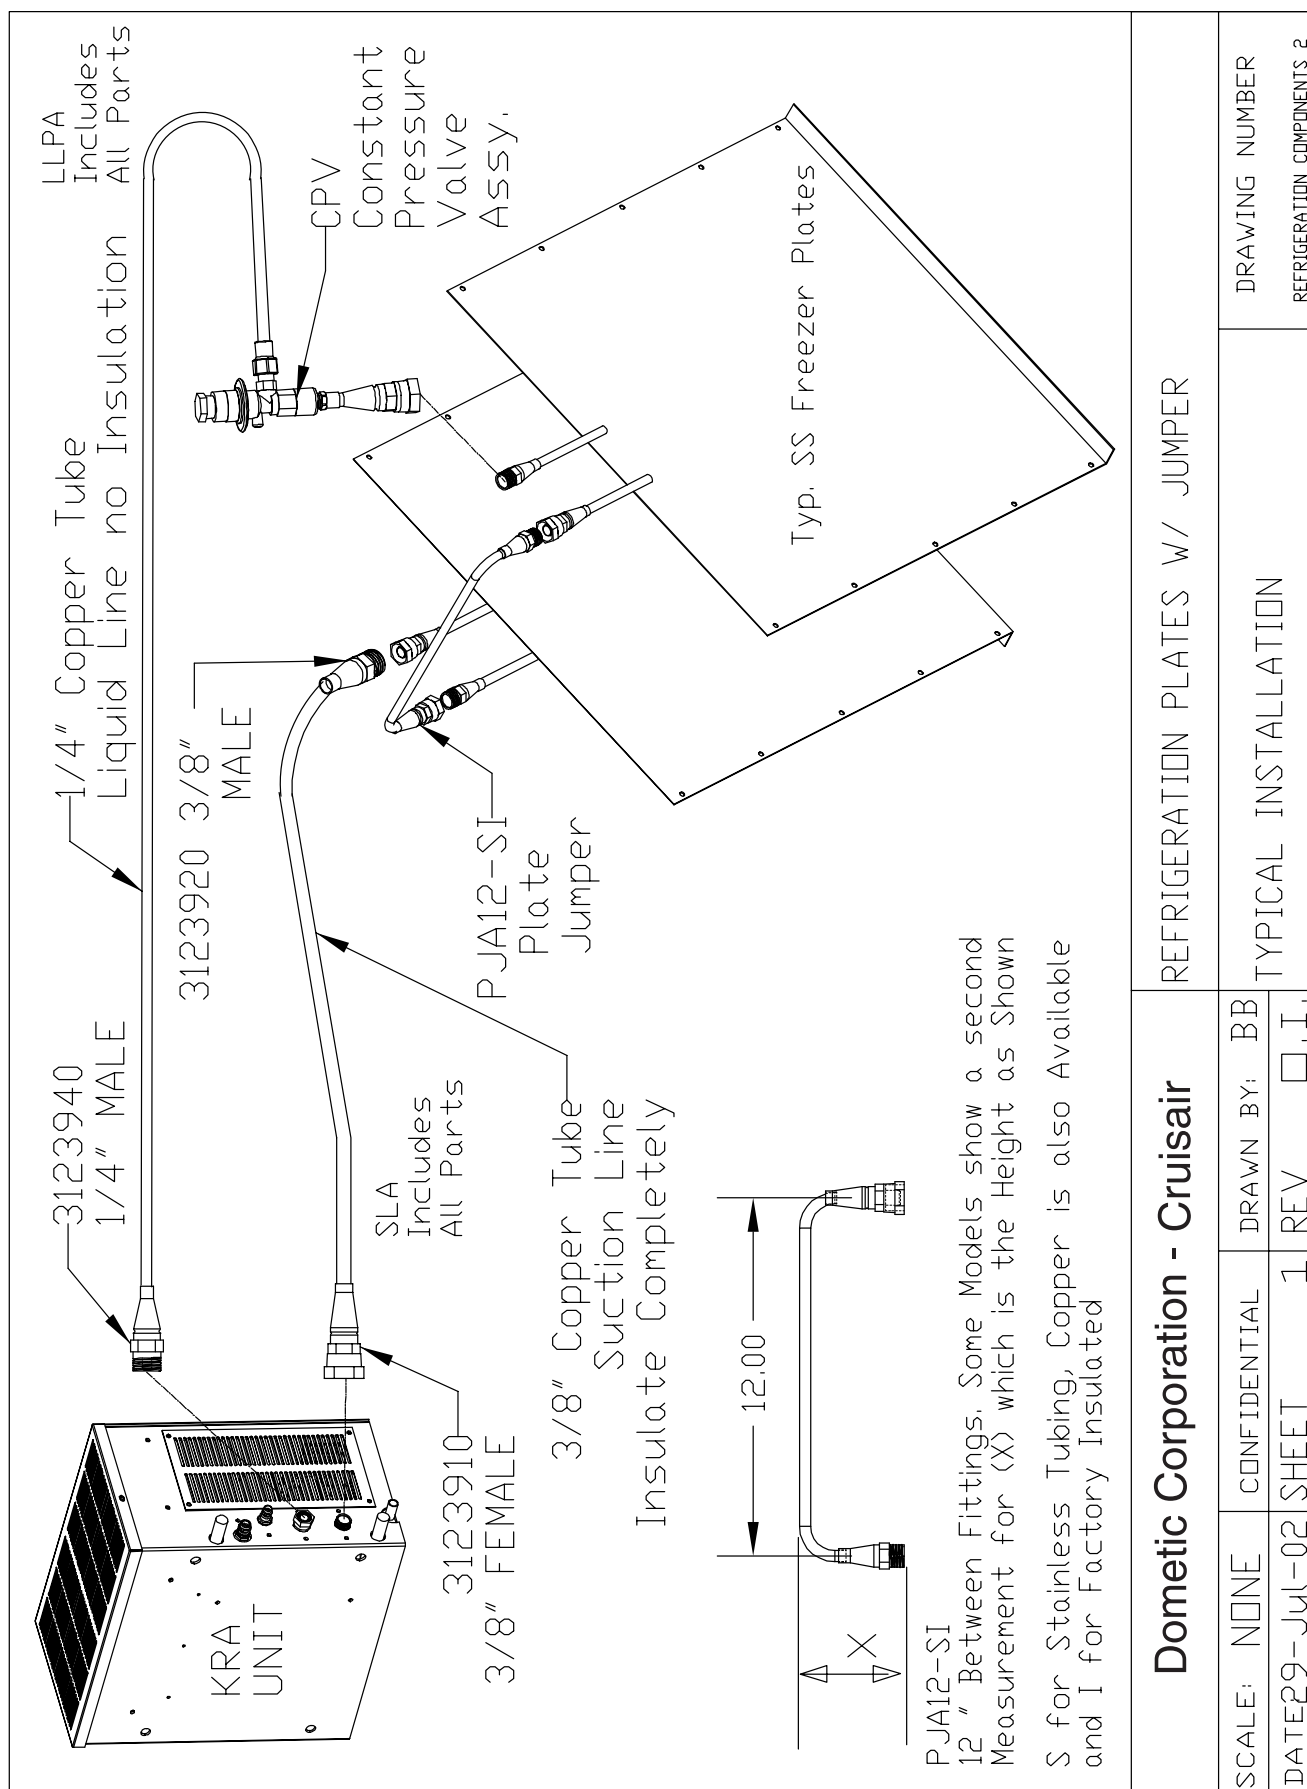 LLPA
Includes
All Parts
1/4" Copper Tube
Liquid Line no Insulation
CPV
Constant
Pressure
Valve
Assy.
3123940
1/4" MALE
3123920 3/8"
MALE
PJA12-SI
Plate
Jumper
SLA
Includes
All Parts
Typ. SS Freezer Plates
KRA
UNIT
3123910
3/8" FEMALE
3/8" Copper Tube
Suction Line
Insulate Completely
12.00
X
PJA12-SI
12 " Between Fittings. Some Models show a second
Measurement for (X) which is the Height as Shown
S for Stainless Tubing, Copper is also Available
and I for Factory Insulated
Dometic Corporation - Cruisair
REFRIGERATION PLATES W/ JUMPER
SCALE: NONE
CONFIDENTIAL
DRAWN BY: BB
TYPICAL INSTALLATION
DRAWING NUMBER
DATE29-Jul-02
SHEET 1
REV O.I.
REFRIGERATION COMPONENTS 2